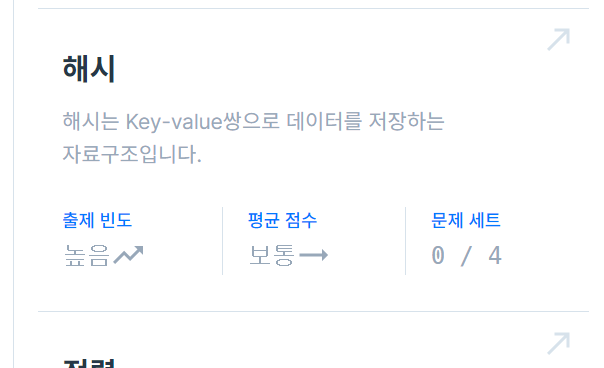 해시
해시는 Key-value쌍으로 데이터를 저장하는
자료구조입니다.
출제 빈도 평균 점수 문제 세트
높음 보통 0 / 4